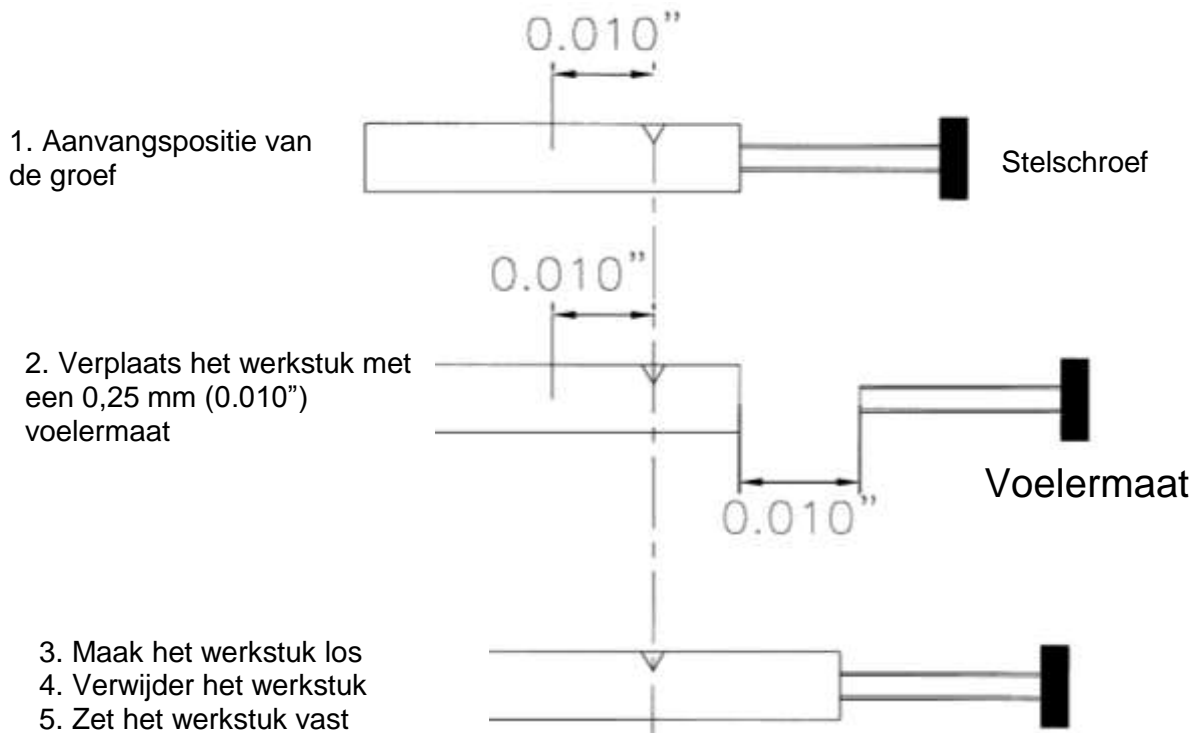 0.010”
1. Aanvangspositie van
de groef
Stelschroef
0.010”
2. Verplaats het werkstuk met
een 0,25 mm (0.010”)
voelermaat
Voelermaat
0.010”
3. Maak het werkstuk los
4. Verwijder het werkstuk
5. Zet het werkstuk vast